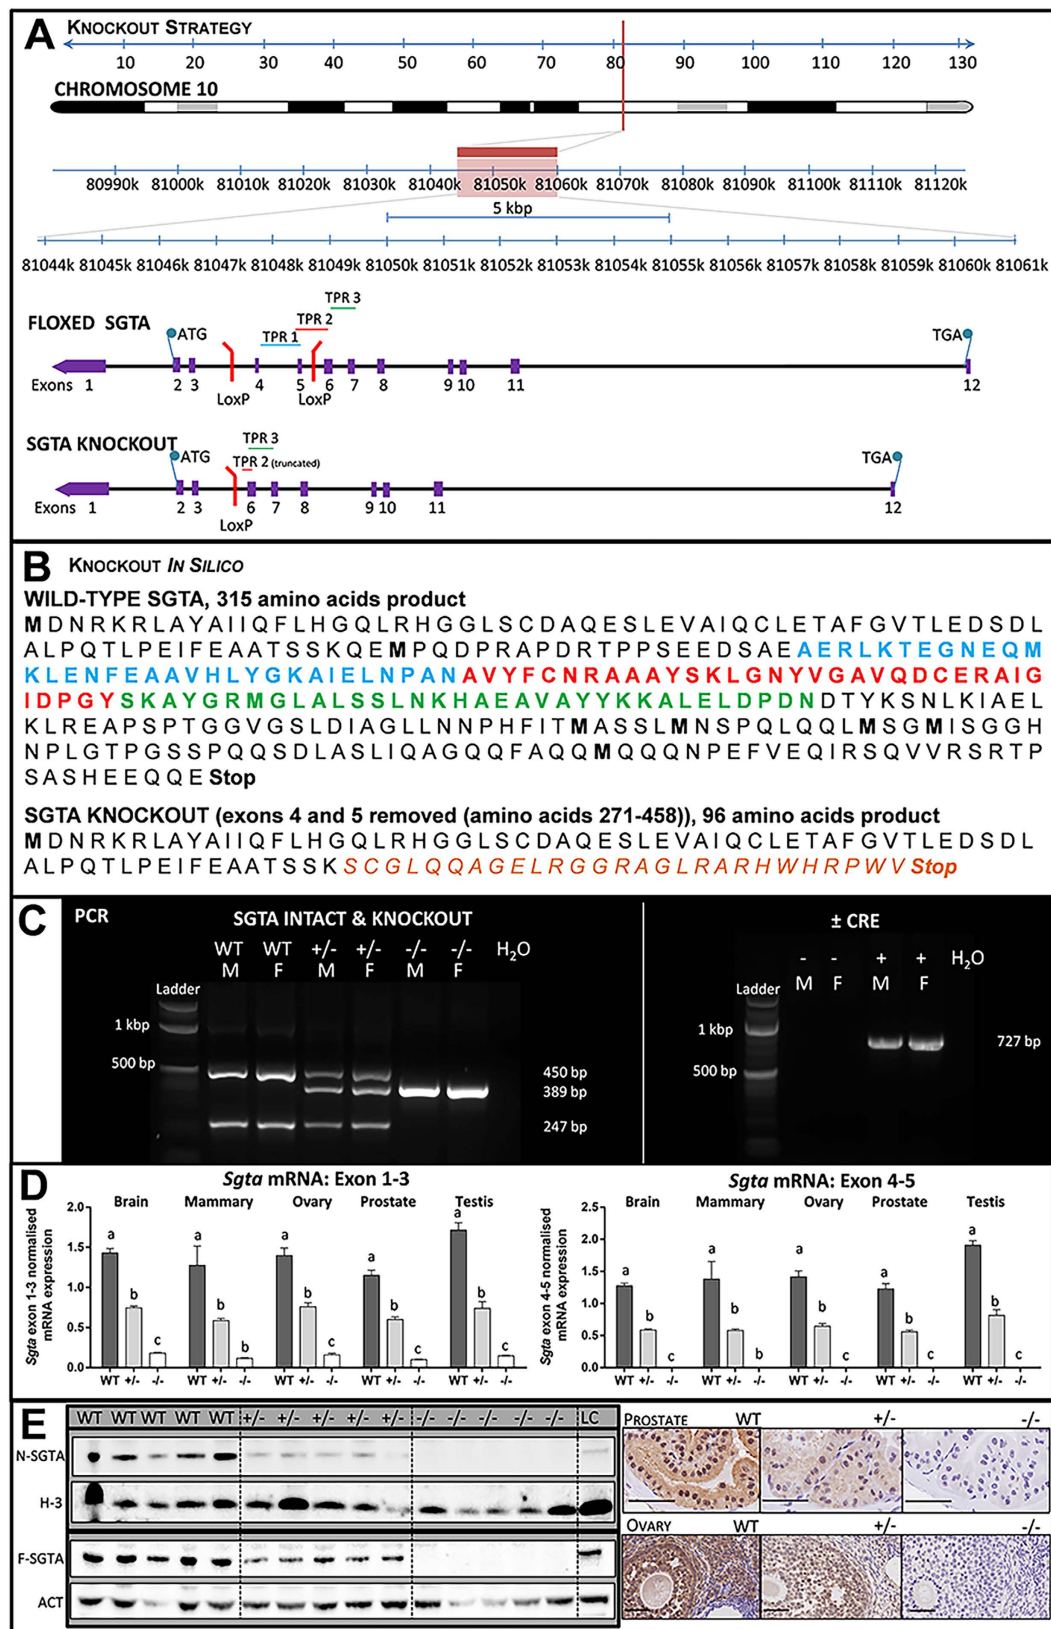 A KNOCKOUT STRATEGY
10 20 30 40 50 60 70 80 90 100 110 120 130
CHROMOSOME 10
80990k 81000k 81010k 81020k 81030k 81040k 81050k 81060k 81070k 81080k 81090k 81100k 81110k 81120k
5 kbp
81044k 81045k 81046k 81047k 81048k 81049k 81050k 81051k 81052k 81053k 81054k 81055k 81056k 81057k 81058k 81059k 81060k 81061k
TPR 3
FLOXED SGTA
TPR 2
ATG TPR 1 TGA
Exons 1 2 3 4 5 6 7 8 9 10 11 12
LoxP LoxP
SGTA KNOCKOUT
TPR 3
ATG TPR 2 (truncated) TGA
Exons 1 2 3 6 7 8 9 10 11 12
LoxP
B KNOCKOUT IN SILICO
WILD-TYPE SGTA, 315 amino acids product
M D N R K R L A Y A I I Q F L H G Q L R H G G L S C D A Q E S L E V A I Q C L E T A F G V T L E D S D L
A L P Q T L P E I F E A A T S S K Q E M P Q D P R A P D R T P P S E E D S A E A E R L K T E G N E Q M
K L E N F E A A V H L Y G K A I E L N P A N A V Y F C N R A A A Y S K L G N Y V G A V Q D C E R A I G
I D P G Y S K A Y G R M G L A L S S L N K H A E A V A Y Y K K A L E L D P D N D T Y K S N L K I A E L
K L R E A P S P T G G V G S L D I A G L L N N P H F I T M A S S L M N S P Q L Q Q L M S G M I S G G H
N P L G T P G S S P Q Q S D L A S L I Q A G Q Q F A Q Q M Q Q Q N P E F V E Q I R S Q V V R S R T P
S A S H E E Q Q E Stop
SGTA KNOCKOUT (exons 4 and 5 removed (amino acids 271-458)), 96 amino acids product
M D N R K R L A Y A I I Q F L H G Q L R H G G L S C D A Q E S L E V A I Q C L E T A F G V T L E D S D L
A L P Q T L P E I F E A A T S S K S C G L Q Q A G E L R G G R A G L R A R H W H R P W V Stop
C PCR SGTA INTACT & KNOCKOUT ± CRE
WT WT +/- +/- -/- -/- H2O - - + + H2O
M F M F M F M F M F
Ladder Ladder
1 kbp 1 kbp 727 bp
500 bp 450 bp 500 bp
389 bp
247 bp
D Sgta mRNA: Exon 1-3 Sgta mRNA: Exon 4-5
Brain Mammary Ovary Prostate Testis Brain Mammary Ovary Prostate Testis
Sgta exon 1-3 normalised mRNA expression
2.0
1.5
1.0
0.5
0.0
a b c a b b a b c a b c a b c
WT +/- -/- WT +/- -/- WT +/- -/- WT +/- -/- WT +/- -/-
Sgta exon 4-5 normalised mRNA expression
2.5
2.0
1.5
1.0
0.5
0.0
a b c a b b a b c a b c a b c
WT +/- -/- WT +/- -/- WT +/- -/- WT +/- -/- WT +/- -/-
E WT WT WT WT WT +/- +/- +/- +/- +/- -/- -/- -/- -/- -/- LC
N-SGTA
H-3
F-SGTA
ACT
PROSTATE WT +/- -/-
OVARY WT +/- -/-